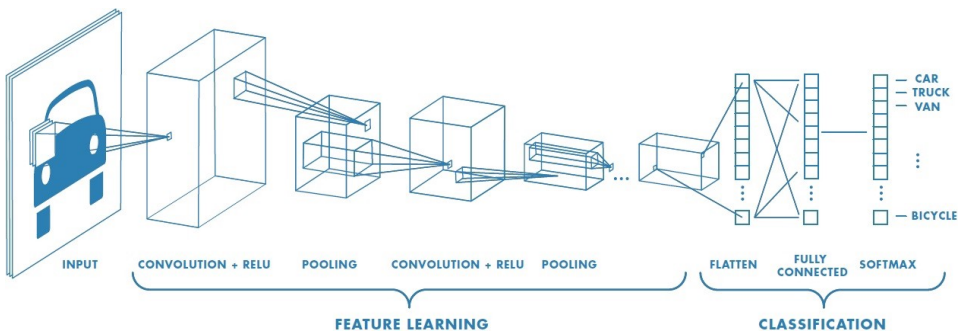 CAR
TRUCK
VAN
BICYCLE
INPUT
CONVOLUTION + RELU
POOLING
CONVOLUTION + RELU
POOLING
FLATTEN
FULLY
CONNECTED
SOFTMAX
FEATURE LEARNING
CLASSIFICATION